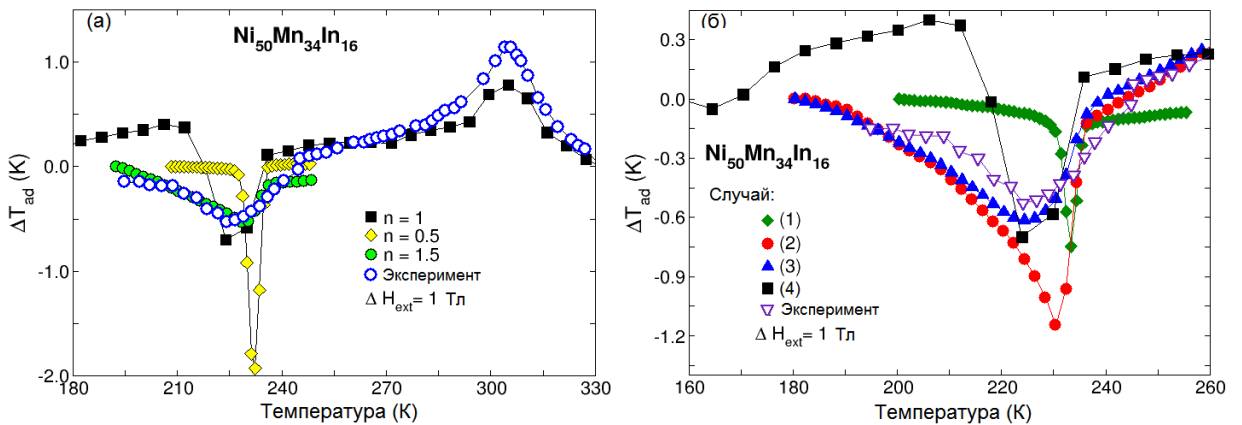 (а)
Ni50Mn34In16
ΔTad (K)
1.0
0.0
-1.0
-2.0
n = 1
n = 0.5
n = 1.5
Эксперимент
Δ Hext= 1 Тл
180 210 240 270 300 330
Температура (К)
(б)
ΔTad (K)
0.3
0.0
-0.3
-0.6
-0.9
-1.2
Ni50Mn34In16
Случай:
(1)
(2)
(3)
(4)
Эксперимент
Δ Hext= 1 Тл
160 180 200 220 240 260
Температура (К)